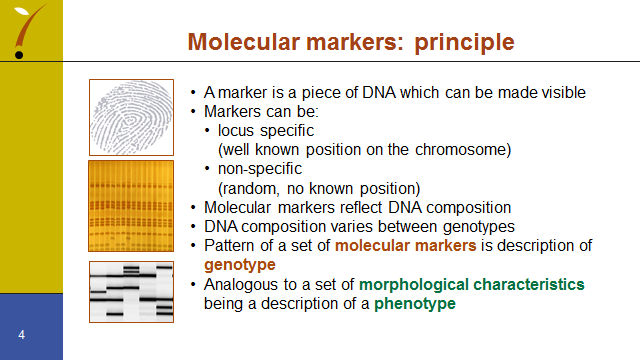 Molecular markers: principle
• A marker is a piece of DNA which can be made visible
• Markers can be:
• locus specific
(well known position on the chromosome)
• non-specific
(random, no known position)
• Molecular markers reflect DNA composition
• DNA composition varies between genotypes
• Pattern of a set of molecular markers is description of
genotype
• Analogous to a set of morphological characteristics
being a description of a phenotype
4